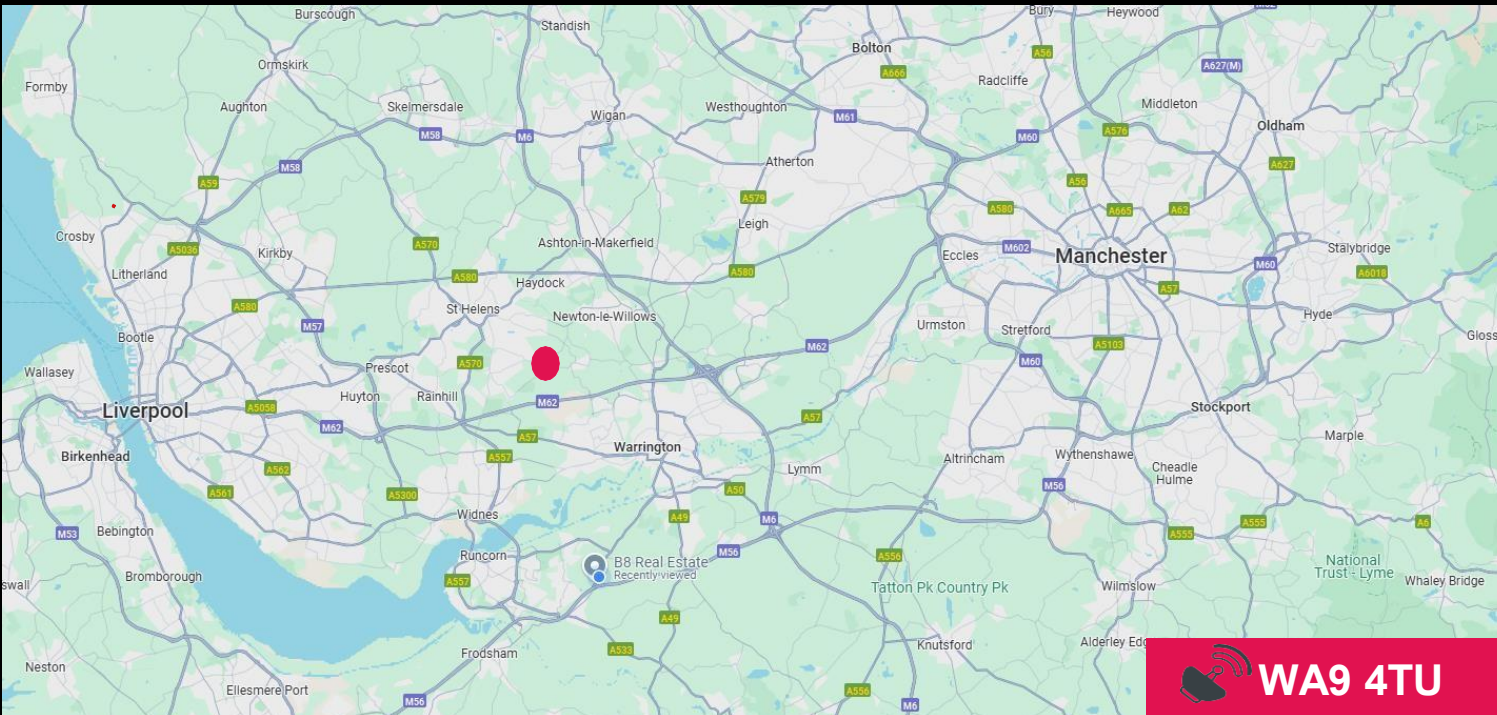 Burscough
Standish
Bury
Heywood
Bolton
A56
Ormskirk
A666
A627(M)
Formby
Radcliffe
Aughton
Skelmersdale
Wigan
Westhoughton
Middleton
M61
M58
M6
M60
A576
Oldham
M58
Atherton
A627
A59
A579
A56
A580
A665
A62
Crosby
Leigh
A5036
Kirkby
A570
Ashton-in-Makerfield
M602
Eccles
Manchester
Stalybridge
Litherland
A580
Haydock
A580
M60
A6018
A57
A580
St Helens
Newton-le-Willows
Hyde
M57
Urmston
Stretford
Bootle
Gloss
A5103
M62
Wallasey
Prescot
A570
M60
Huyton
Rainhill
M62
Liverpool
A5058
Stockport
M62
A57
A57
Marple
Birkenhead
A557
Warrington
Altrincham
Wythenshawe
A562
Lymm
Cheadle
Hulme
A561
A5300
A50
M56
Widnes
A49
M6
A555
A6
M53
Bebington
A555
Runcorn
M56
A556
B8 Real Estate
Recently viewed
National
Trust - Lyme
Whaley Bridge
swall
Bromborough
A557
Tatton Pk Country Pk
Wilmslow
A49
Knutsford
Alderley Edg
Frodsham
A533
Neston
Ellesmere Port
M56
A556
M6
WA9 4TU